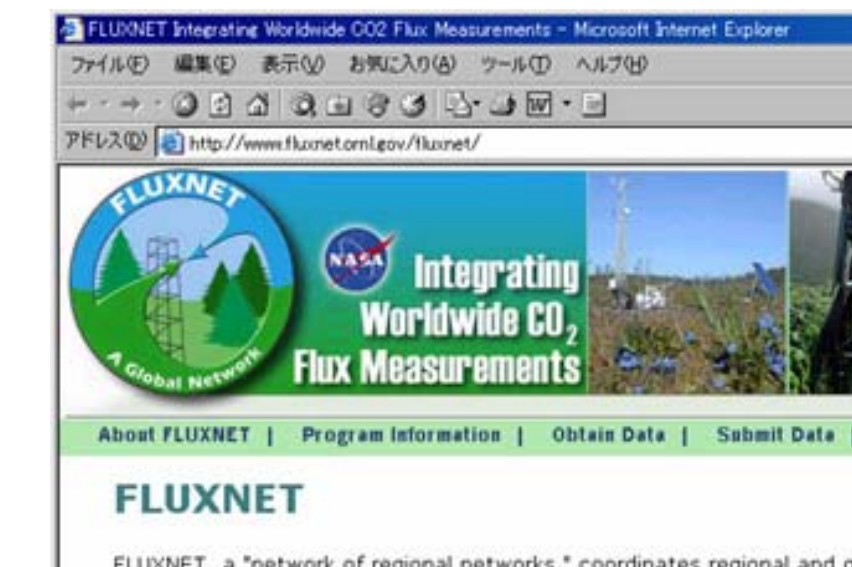 FLUXNET Integrating Worldwide CO2 Flux Measurements - Microsoft Internet Explorer
ファイル(F) 編集(E) 表示(V) お気に入り(A) ツール(T) ヘルプ(H)
アドレス(D) http://www.fluxnet.ornl.gov/fluxnet/
FLUXNET
A Global Network
NASA
Integrating
Worldwide CO2
Flux Measurements
About FLUXNET | Program Information | Obtain Data | Submit Data
FLUXNET
FLUXNET, a "network of regional networks," coordinates regional and